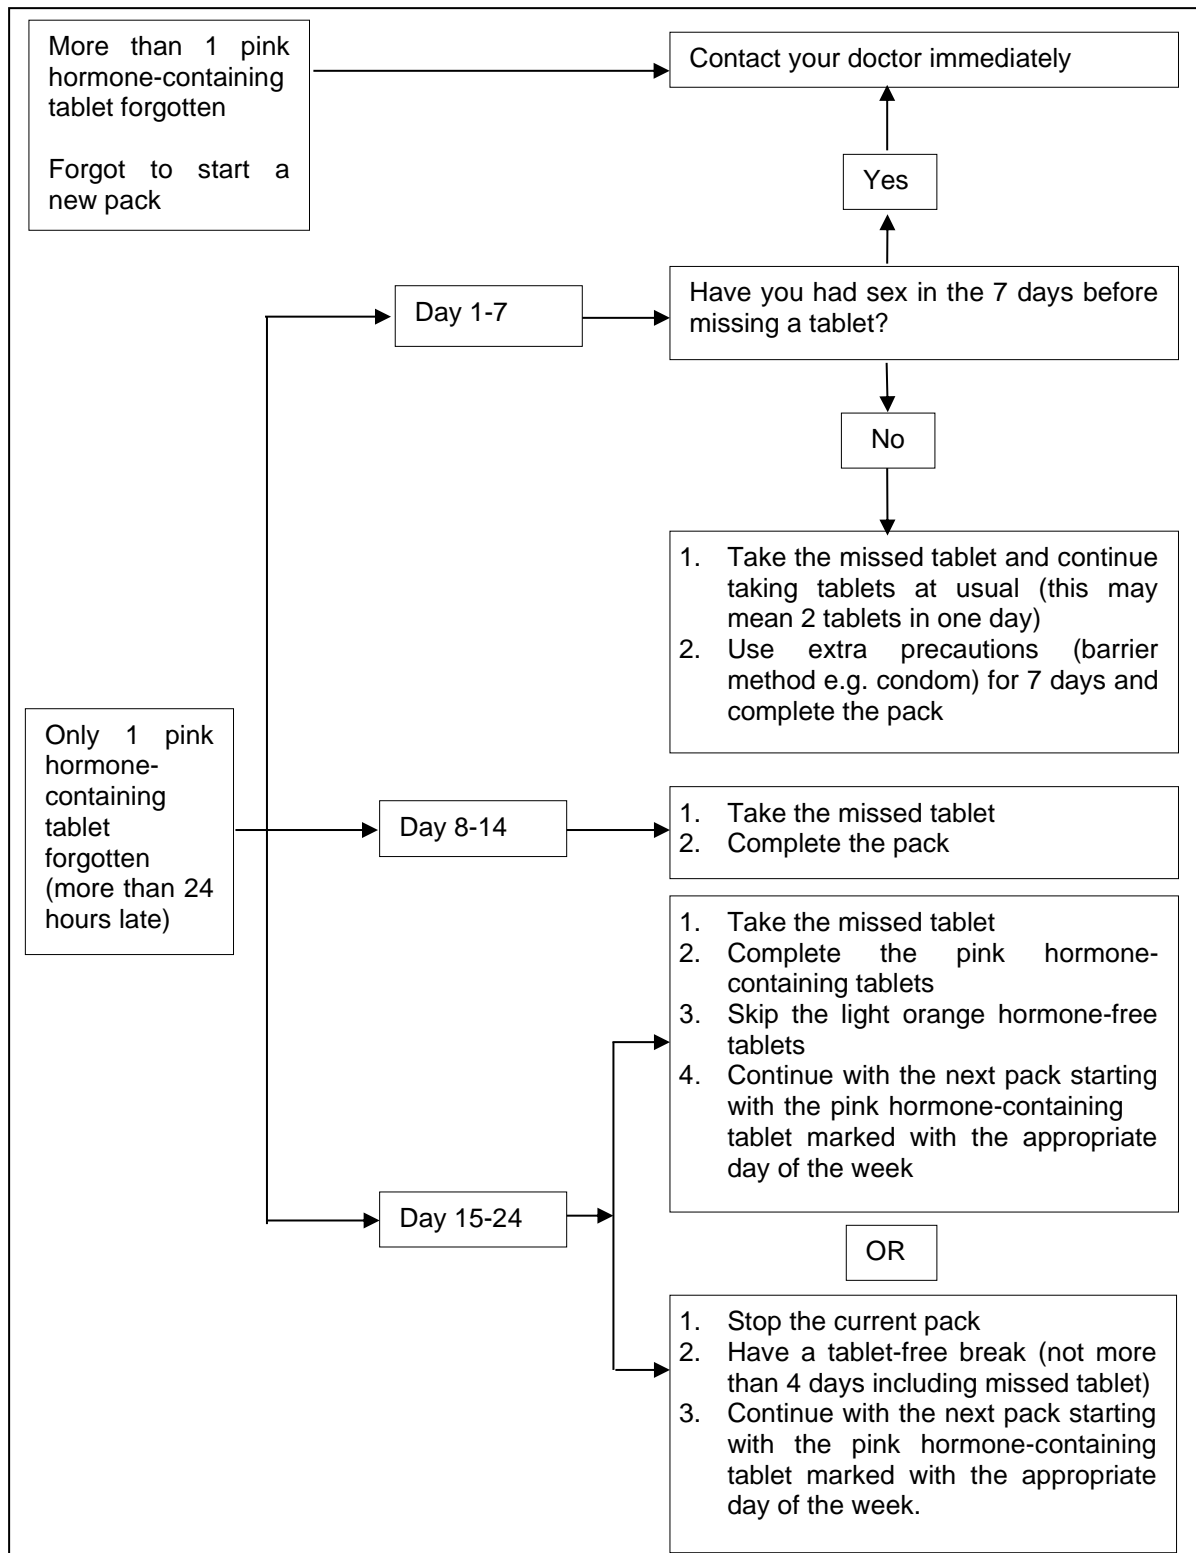 More than 1 pink
hormone-containing
tablet forgotten
Forgot to start a
new pack
Contact your doctor immediately
Yes
Day 1-7
Have you had sex in the 7 days before
missing a tablet?
No
1. Take the missed tablet and continue
taking tablets at usual (this may
mean 2 tablets in one day)
2. Use extra precautions (barrier
method e.g. condom) for 7 days and
complete the pack
Only 1 pink
hormone-
containing
tablet
forgotten
(more than 24
hours late)
Day 8-14
1. Take the missed tablet
2. Complete the pack
1. Take the missed tablet
2. Complete the pink hormone-
containing tablets
3. Skip the light orange hormone-free
tablets
4. Continue with the next pack starting
with the pink hormone-containing
tablet marked with the appropriate
day of the week
Day 15-24
OR
1. Stop the current pack
2. Have a tablet-free break (not more
than 4 days including missed tablet)
3. Continue with the next pack starting
with the pink hormone-containing
tablet marked with the appropriate
day of the week.